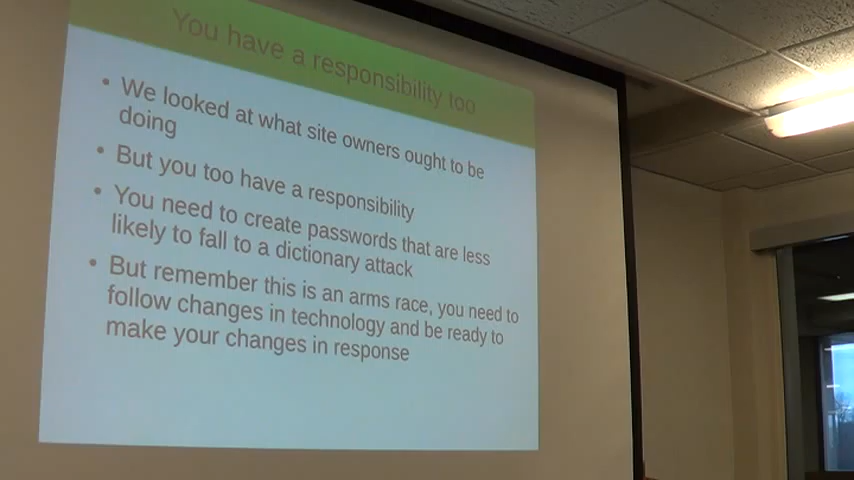 You have a responsibility too
• We looked at what site owners ought to be
doing
• But you too have a responsibility
• You need to create passwords that are less
likely to fall to a dictionary attack
• But remember this is an arms race, you need to
follow changes in technology and be ready to
make your changes in response